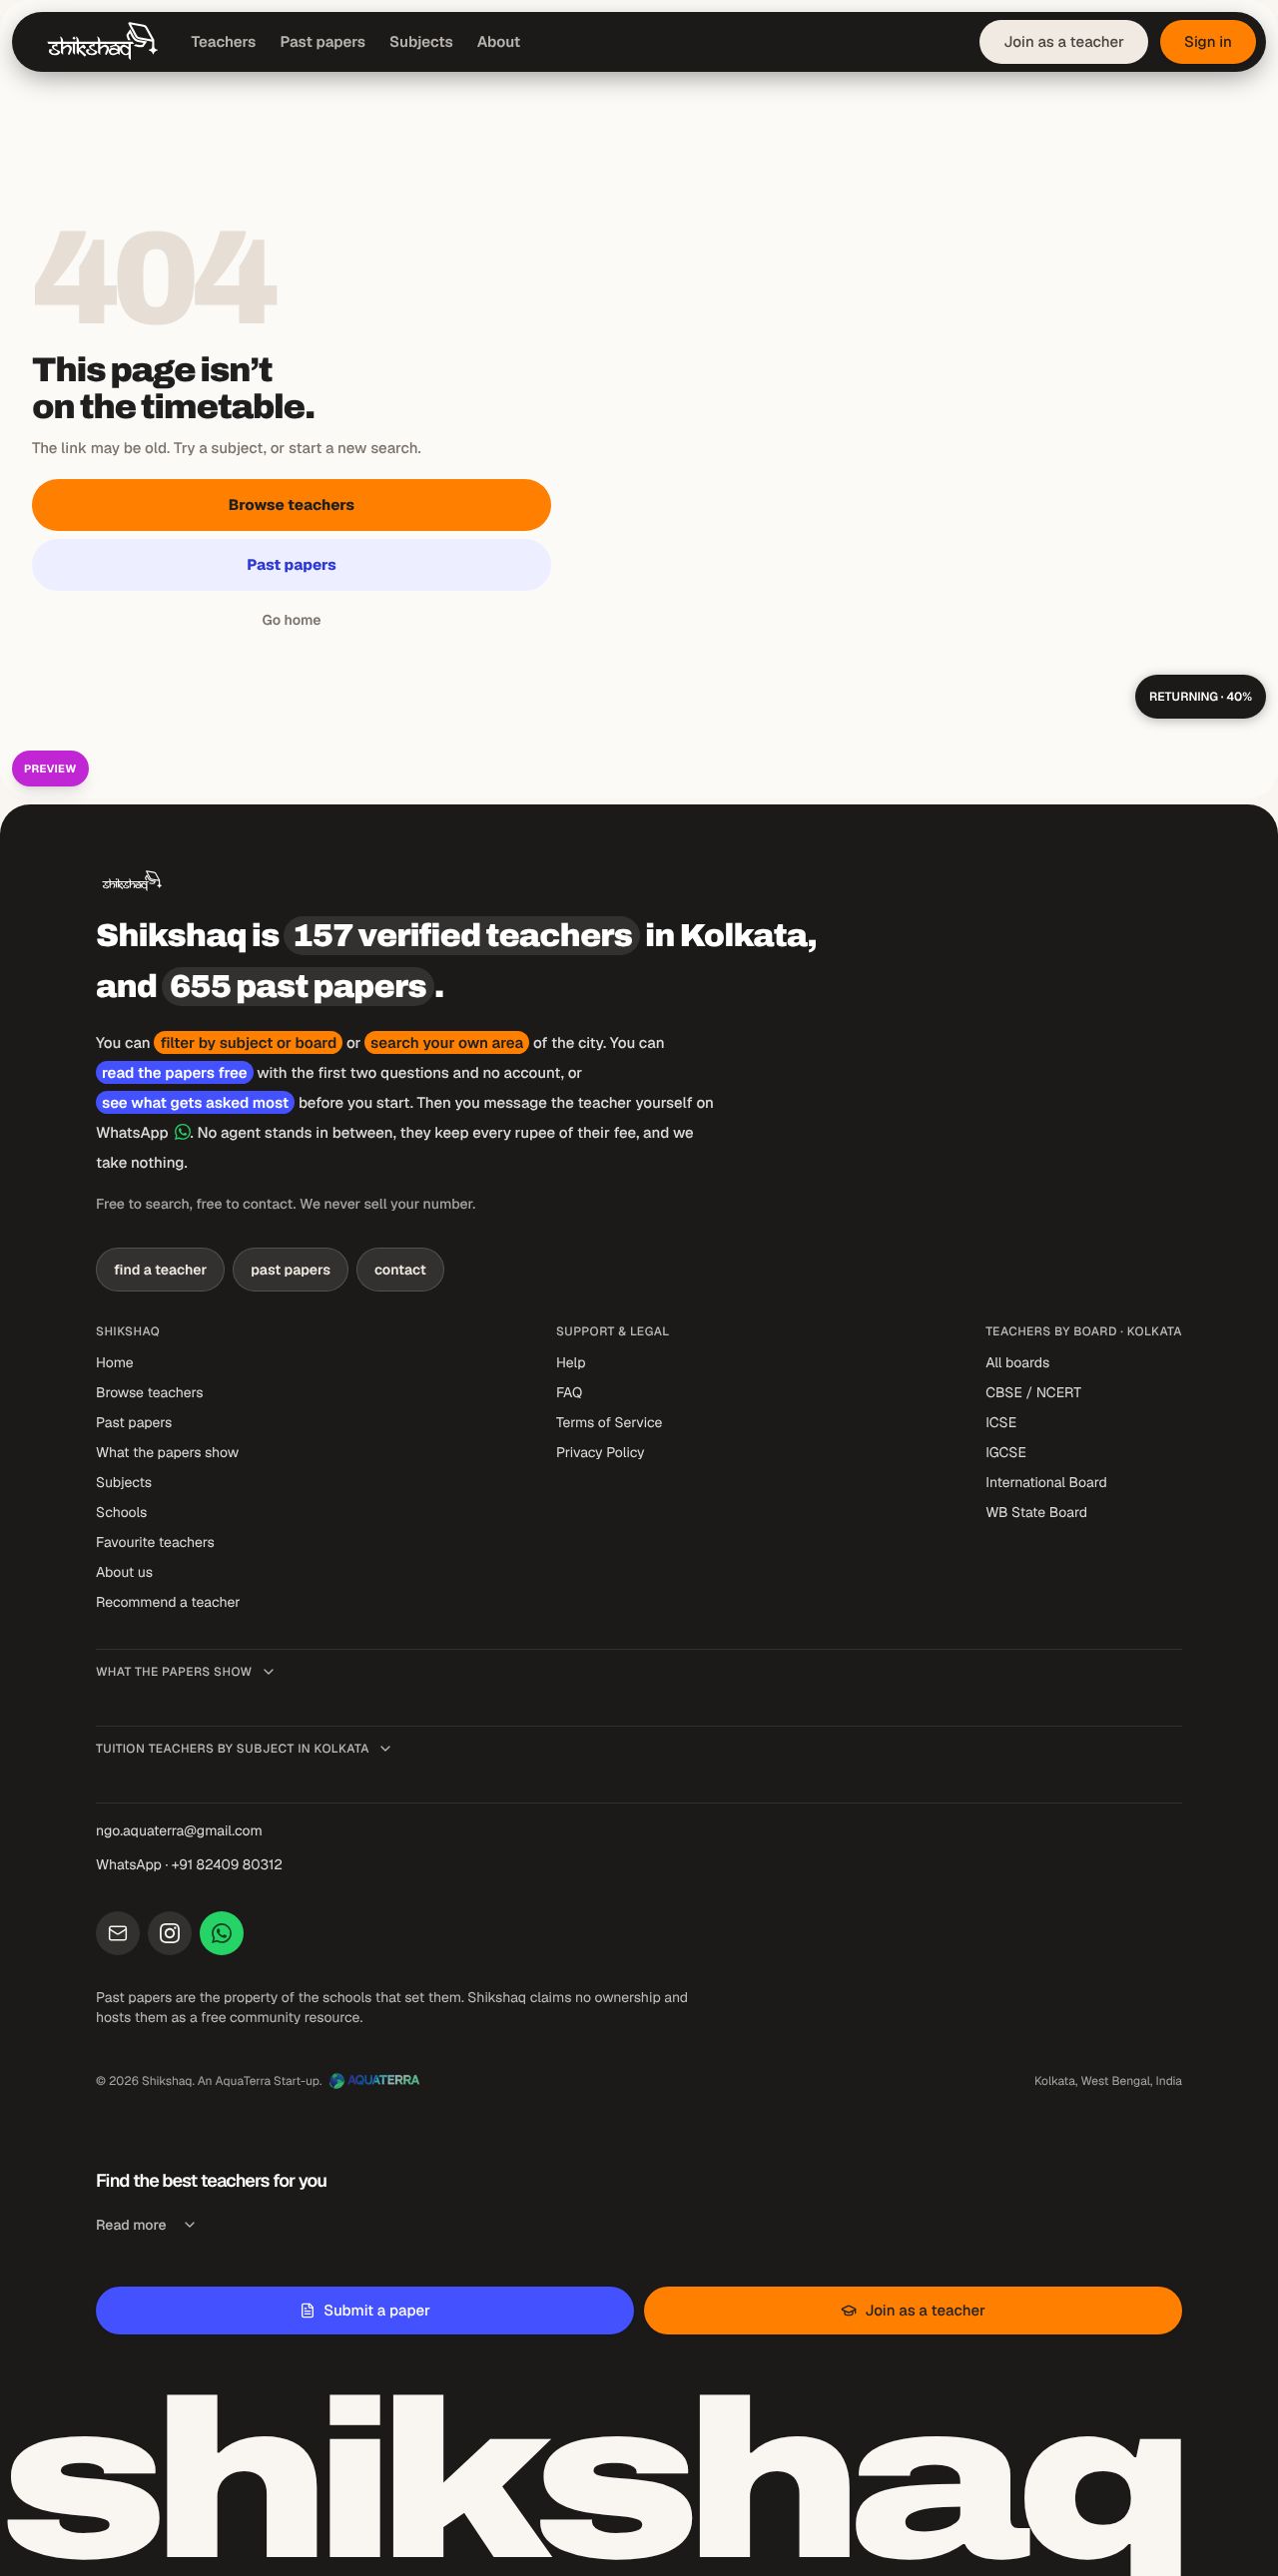 shikshaq
Teachers
Past papers
Subjects
About
Join as a teacher
Sign in
404
This page isn’t
on the timetable.
The link may be old. Try a subject, or start a new search.
Browse teachers
Past papers
Go home
RETURNING · 40%
PREVIEW
shikshaq
Shikshaq is 157 verified teachers in Kolkata,
and 655 past papers .
You can filter by subject or board or search your own area of the city. You can
read the papers free with the first two questions and no account, or
see what gets asked most before you start. Then you message the teacher yourself on
WhatsApp . No agent stands in between, they keep every rupee of their fee, and we
take nothing.
Free to search, free to contact. We never sell your number.
find a teacher
past papers
contact
SHIKSHAQ
Home
Browse teachers
Past papers
What the papers show
Subjects
Schools
Favourite teachers
About us
Recommend a teacher
SUPPORT & LEGAL
Help
FAQ
Terms of Service
Privacy Policy
TEACHERS BY BOARD · KOLKATA
All boards
CBSE / NCERT
ICSE
IGCSE
International Board
WB State Board
WHAT THE PAPERS SHOW
TUITION TEACHERS BY SUBJECT IN KOLKATA
ngo.aquaterra@gmail.com
WhatsApp · +91 82409 80312
Past papers are the property of the schools that set them. Shikshaq claims no ownership and
hosts them as a free community resource.
© 2026 Shikshaq. An AquaTerra Start-up. AQUATERRA
Kolkata, West Bengal, India
Find the best teachers for you
Read more
Submit a paper
Join as a teacher
shikshaq